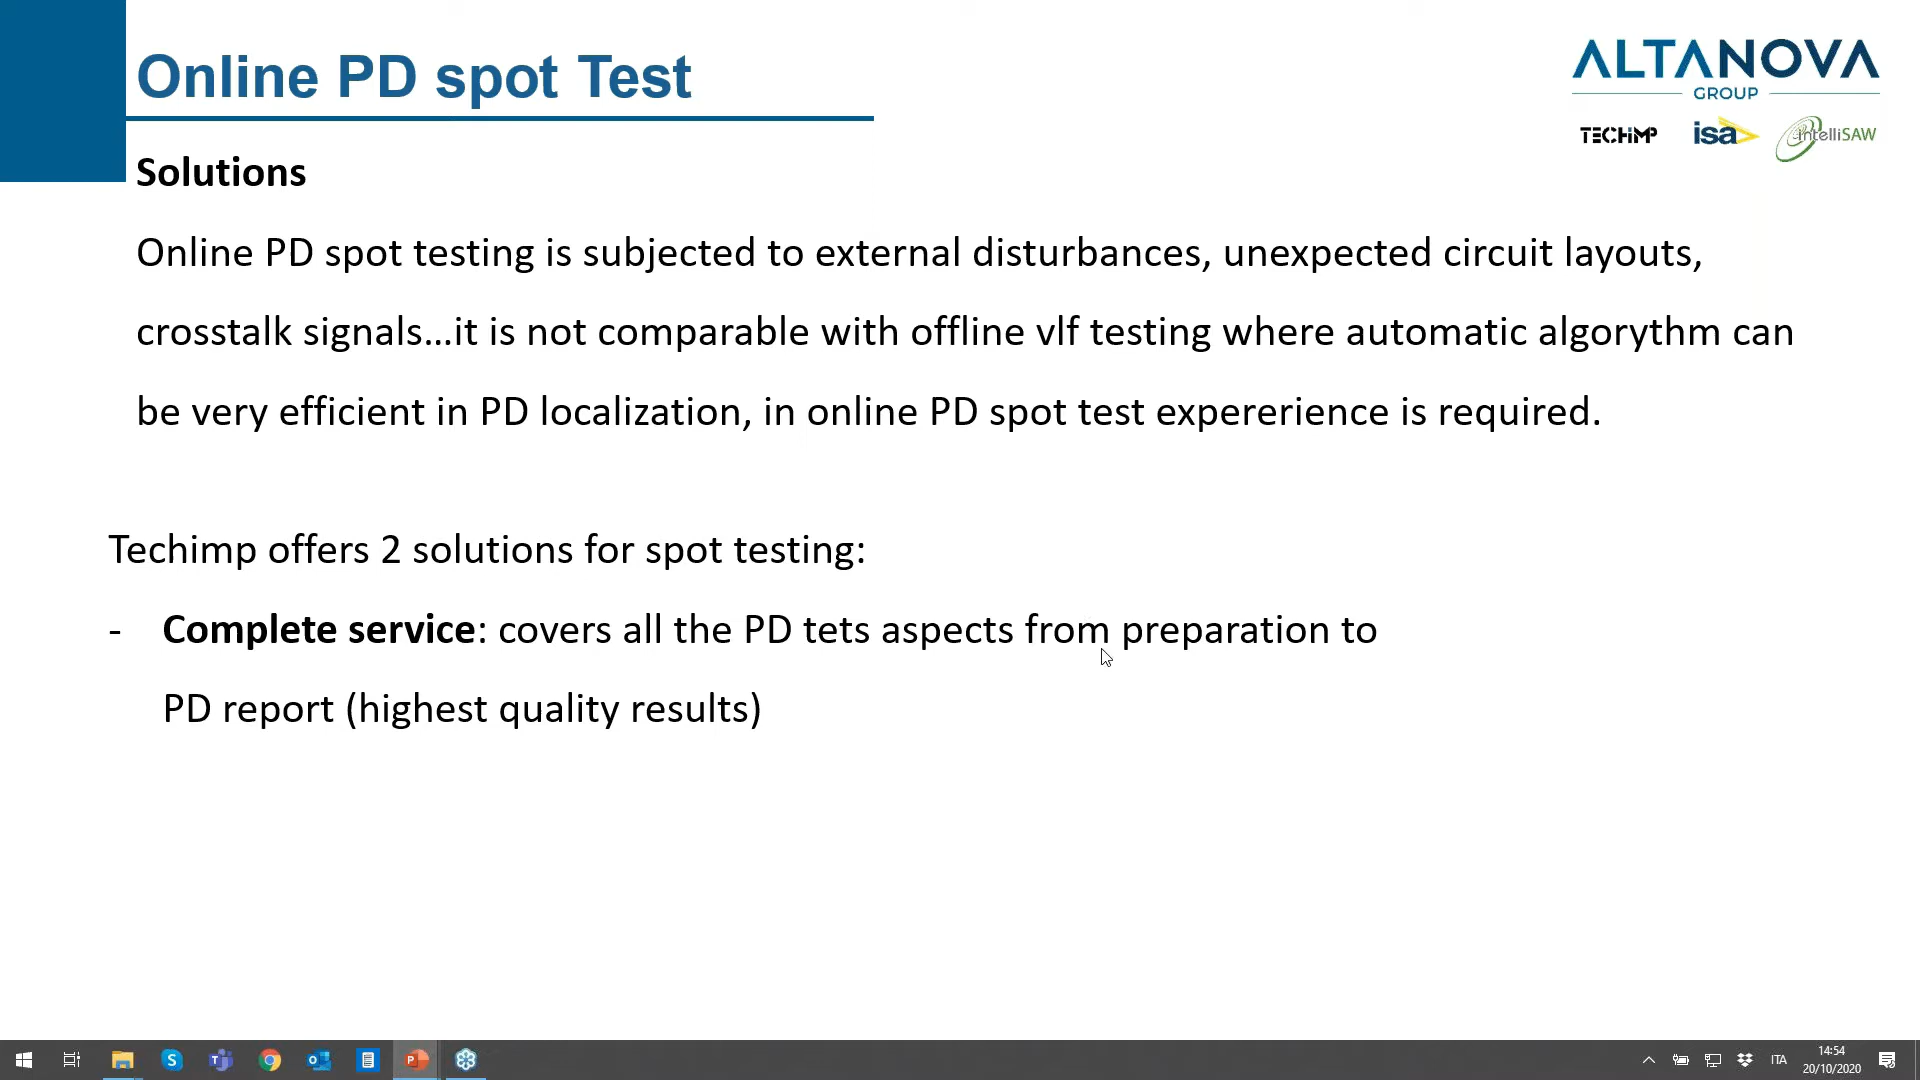 Online PD spot Test
ALTANOVA
GROUP
TECHIMP isa intelliSAW
Solutions
Online PD spot testing is subjected to external disturbances, unexpected circuit layouts,
crosstalk signals...it is not comparable with offline vlf testing where automatic algorythm can
be very efficient in PD localization, in online PD spot test expererience is required.
Techimp offers 2 solutions for spot testing:
- Complete service: covers all the PD tets aspects from preparation to
PD report (highest quality results)
ITA
14:54
20/10/2020